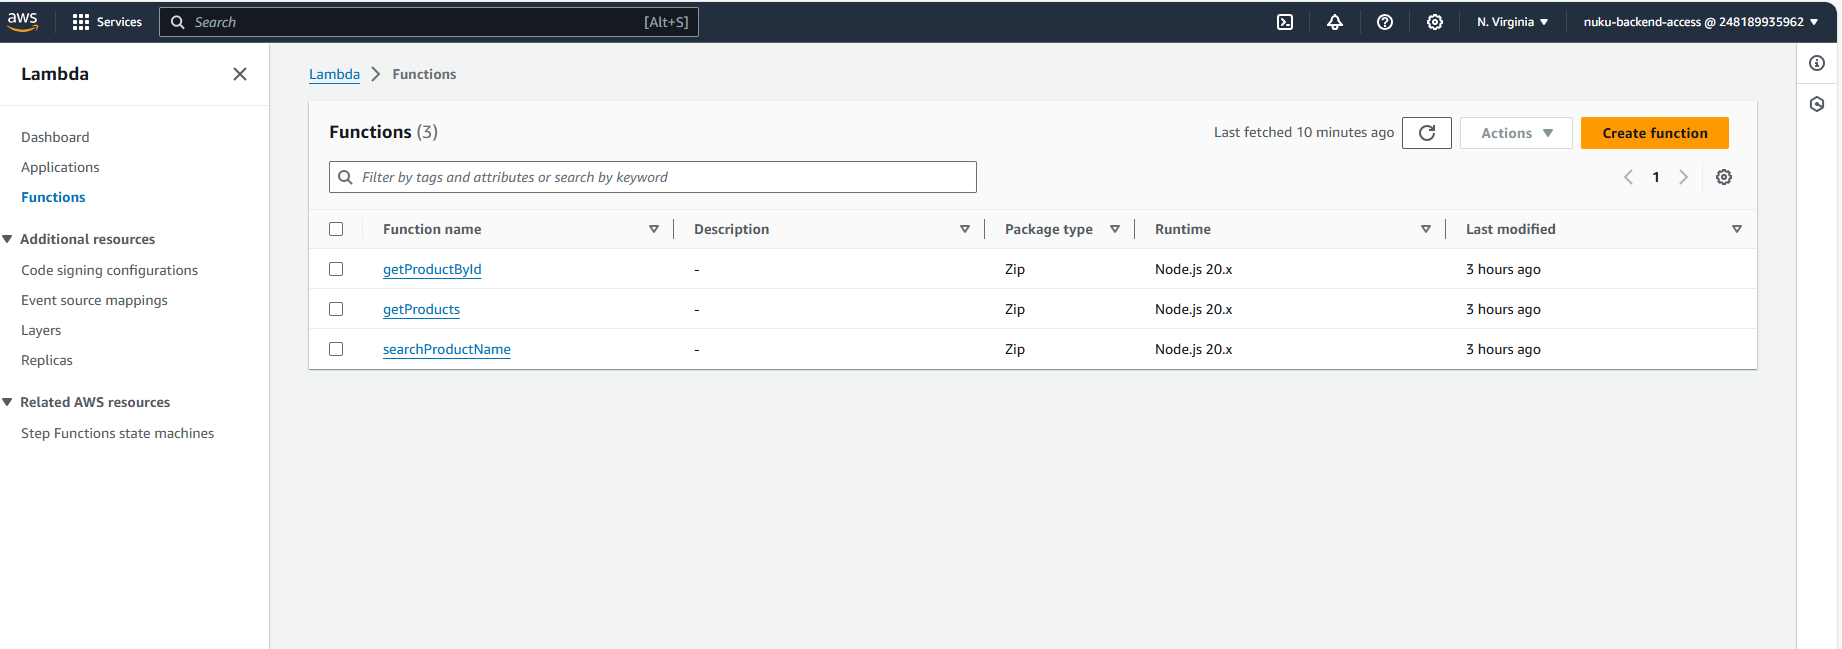 aws Services Search [Alt+S] N. Virginia nuku-backend-access @ 248189935962
Lambda
Dashboard
Applications
Functions
Additional resources
Code signing configurations
Event source mappings
Layers
Replicas
Related AWS resources
Step Functions state machines
Lambda Functions
Functions (3) Last fetched 10 minutes ago Actions Create function
Filter by tags and attributes or search by keyword 1
Function name Description Package type Runtime Last modified
getProductById - Zip Node.js 20.x 3 hours ago
getProducts - Zip Node.js 20.x 3 hours ago
searchProductName - Zip Node.js 20.x 3 hours ago